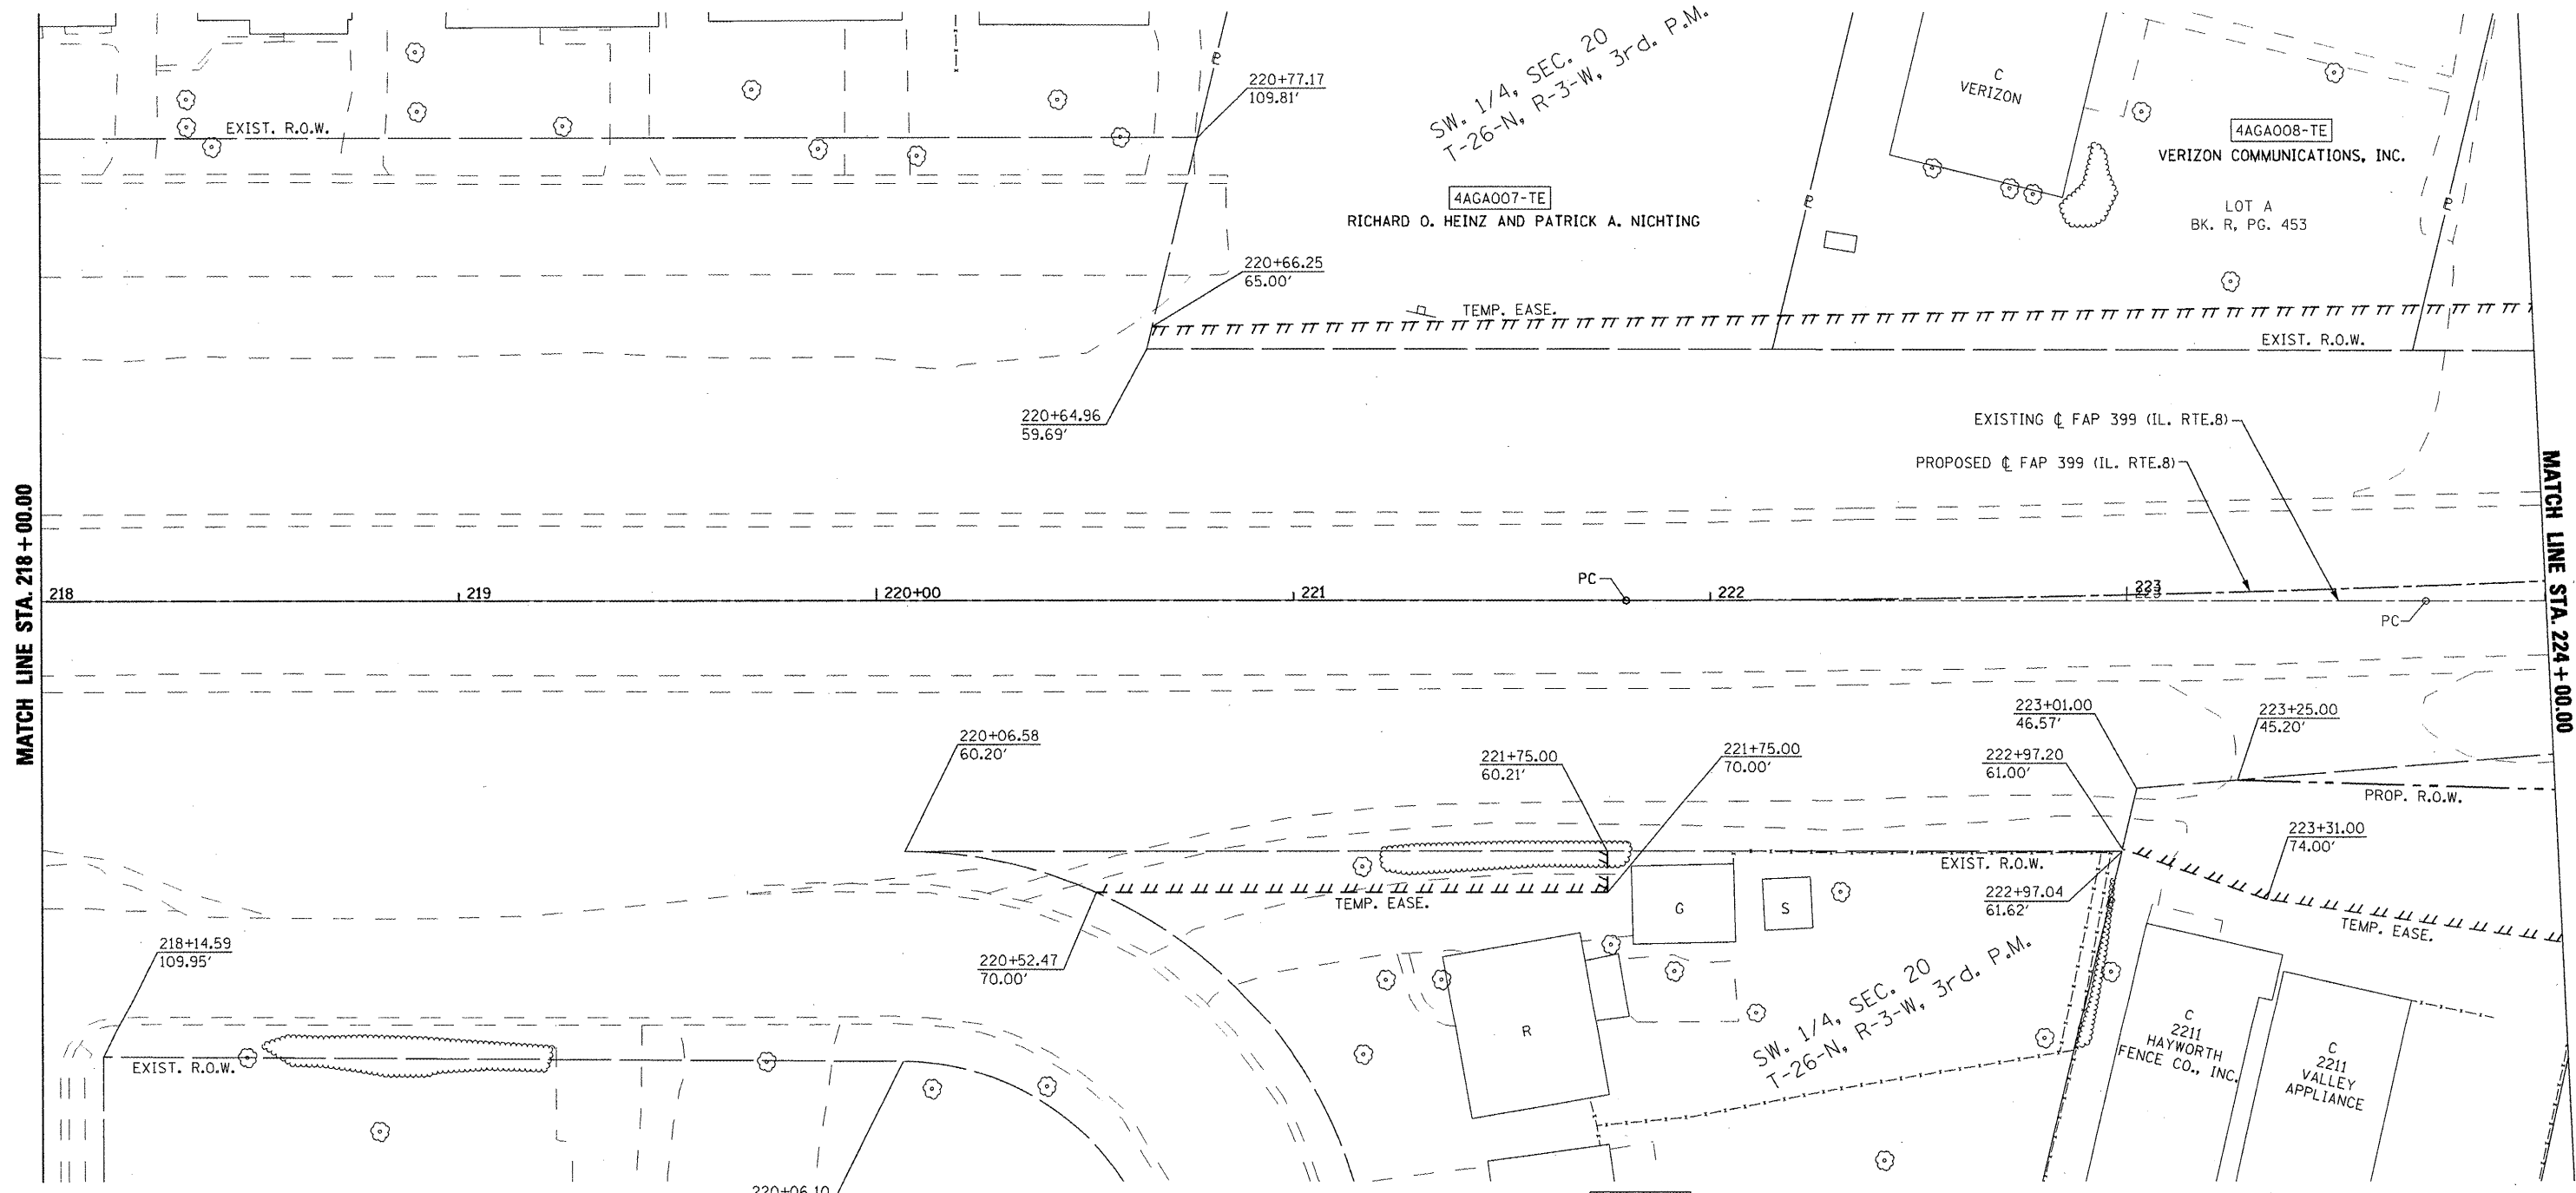 220+77.17
109.81'
SW. 1/4, SEC. 20
T-26-N, R-3-W, 3rd. P.M.
C
VERIZON
4AGA008-TE
VERIZON COMMUNICATIONS, INC.
LOT A
BK. R, PG. 453
EXIST. R.O.W.
4AGA007-TE
RICHARD O. HEINZ AND PATRICK A. NICHTING
220+66.25
65.00'
TEMP. EASE.
EXIST. R.O.W.
220+64.96
59.69'
EXISTING ℄ FAP 399 (IL. RTE.8)
PROPOSED ℄ FAP 399 (IL. RTE.8)
MATCH LINE STA. 218+00.00
MATCH LINE STA. 224+00.00
218
219
220+00
221
PC
222
223
223
PC
220+06.58
60.20'
221+75.00
60.21'
221+75.00
70.00'
223+01.00
46.57'
222+97.20
61.00'
223+25.00
45.20'
PROP. R.O.W.
223+31.00
74.00'
EXIST. R.O.W.
222+97.04
61.62'
TEMP. EASE.
TEMP. EASE.
G
S
218+14.59
109.95'
220+52.47
70.00'
EXIST. R.O.W.
R
SW. 1/4, SEC. 20
T-26-N, R-3-W, 3rd. P.M.
C
2211
HAYWORTH
FENCE CO., INC.
C
2211
VALLEY
APPLIANCE
220+06.10